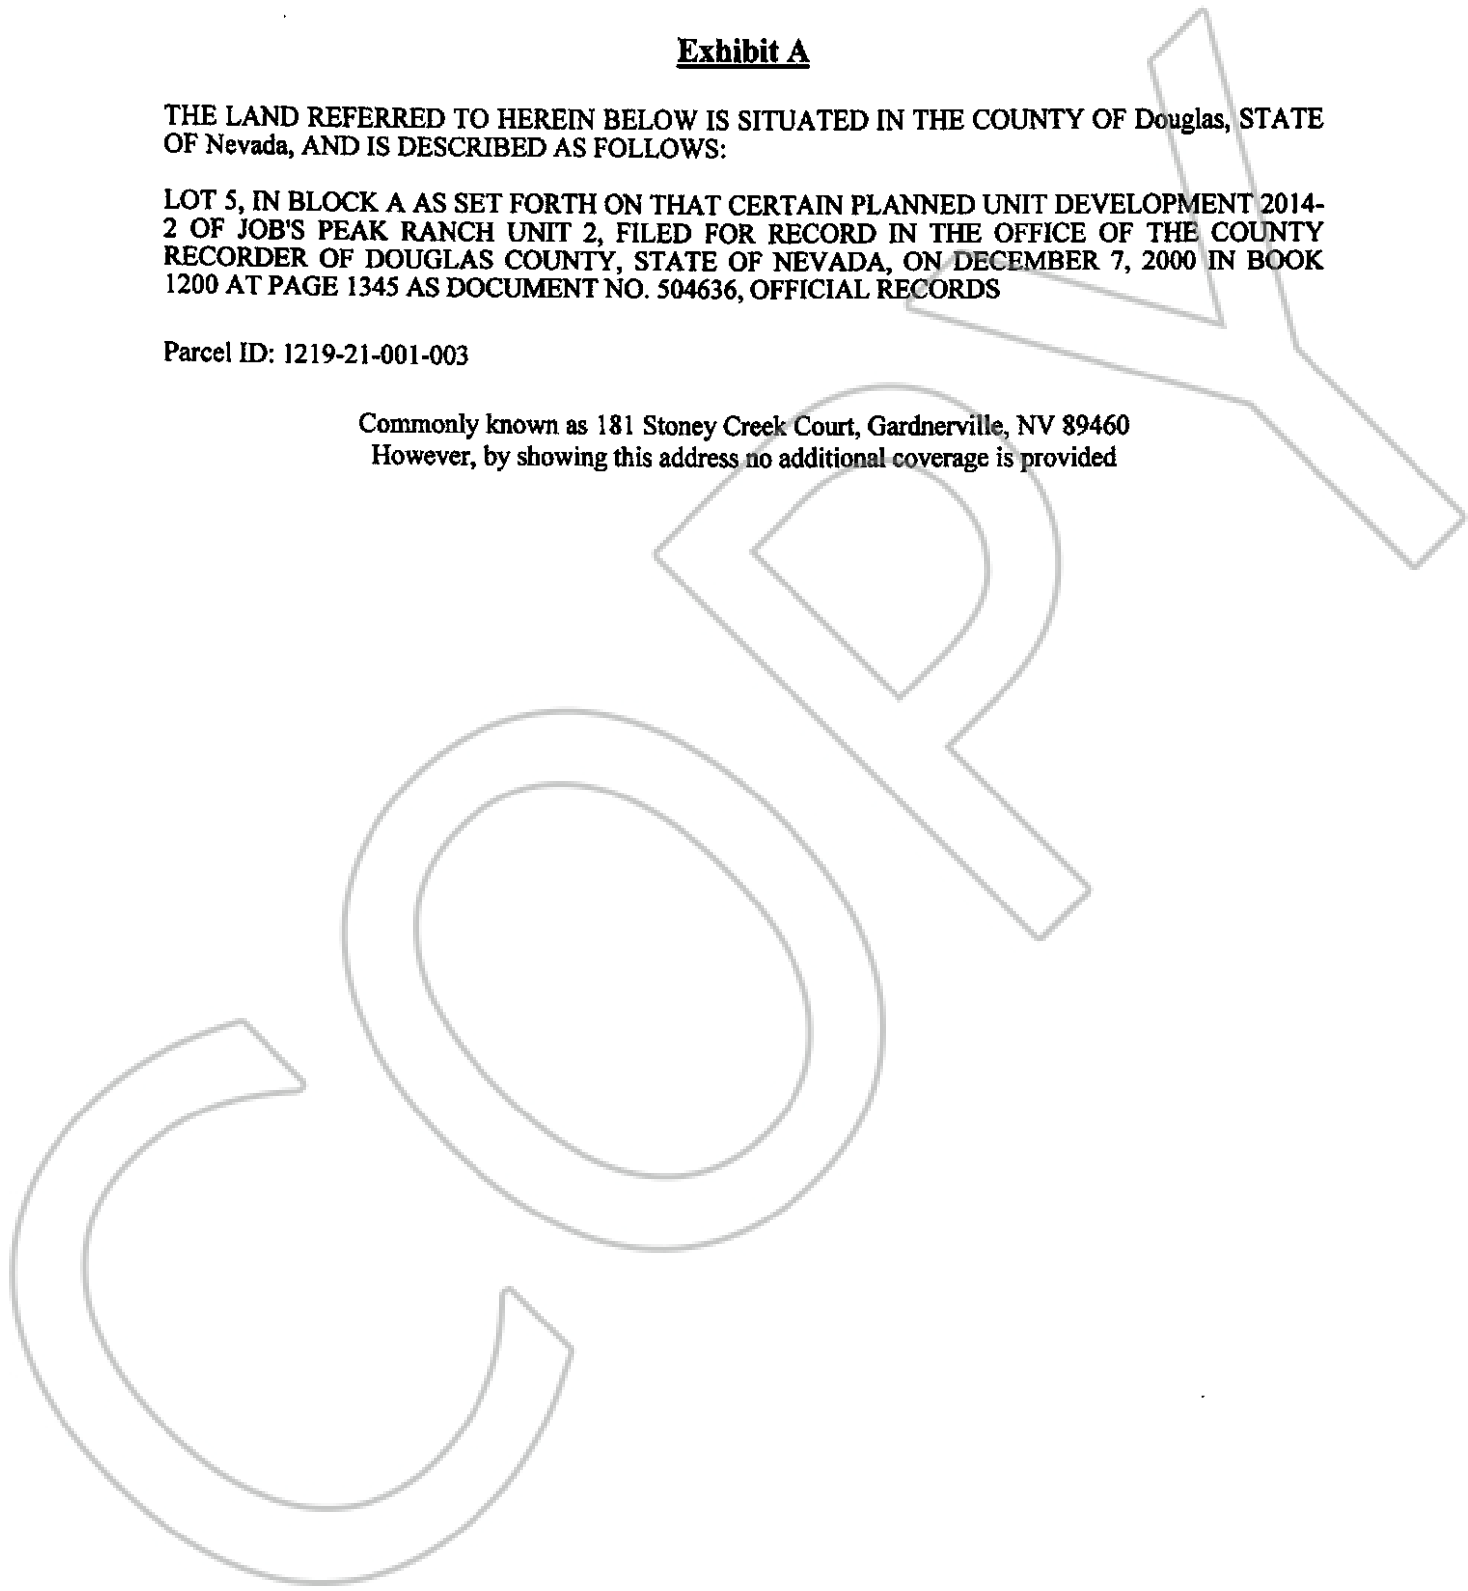 Exhibit A
THE LAND REFERRED TO HEREIN BELOW IS SITUATED IN THE COUNTY OF Douglas, STATE
OF Nevada, AND IS DESCRIBED AS FOLLOWS:
LOT 5, IN BLOCK A AS SET FORTH ON THAT CERTAIN PLANNED UNIT DEVELOPMENT 2014-
2 OF JOB'S PEAK RANCH UNIT 2, FILED FOR RECORD IN THE OFFICE OF THE COUNTY
RECORDER OF DOUGLAS COUNTY, STATE OF NEVADA, ON DECEMBER 7, 2000 IN BOOK
1200 AT PAGE 1345 AS DOCUMENT NO. 504636, OFFICIAL RECORDS
Parcel ID: 1219-21-001-003
Commonly known as 181 Stoney Creek Court, Gardnerville, NV 89460
However, by showing this address no additional coverage is provided
COPY